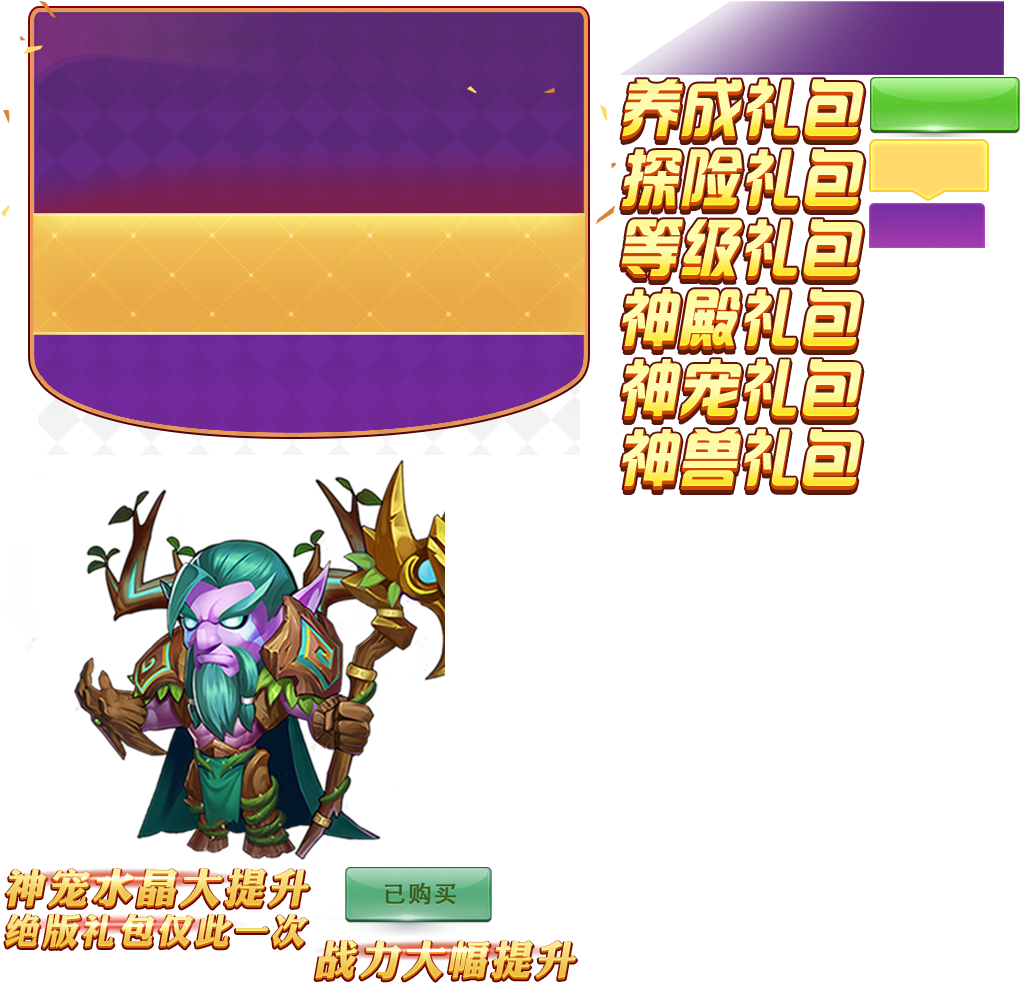 养成礼包
探险礼包
等级礼包
神殿礼包
神宠礼包
神兽礼包
神宠水晶大提升
绝版礼包仅此一次
已购买
战力大幅提升